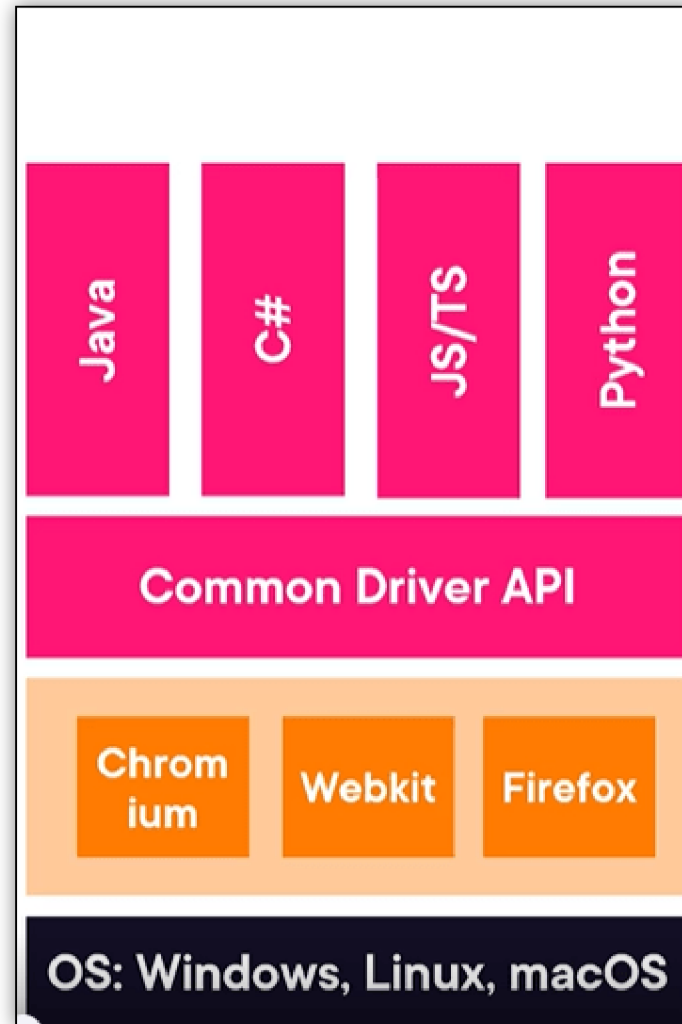 Java
C#
JS/TS
Python
Common Driver API
Chrom
ium
Webkit
Firefox
OS: Windows, Linux, macOS